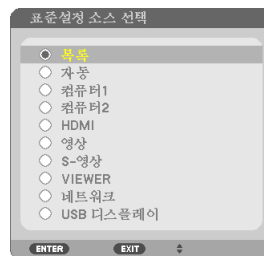 표준설정 소스 선택
목록
자동
컴퓨터1
컴퓨터2
HDMI
영상
S-영상
VIEWER
네트워크
USB 디스플레이
ENTER EXIT